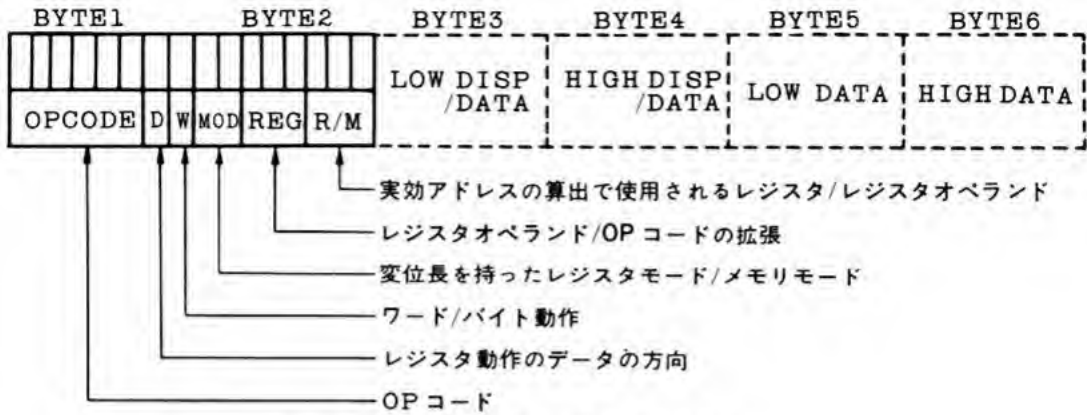 BYTE1 BYTE2 BYTE3 BYTE4 BYTE5 BYTE6
LOW DISP /DATA
HIGH DISP /DATA
LOW DATA
HIGH DATA
OPCODE D W MOD REG R/M
実効アドレスの算出で使用されるレジスタ/レジスタオペランド
レジスタオペランド/OPコードの拡張
変位長を持ったレジスタモード/メモリモード
ワード/バイト動作
レジスタ動作のデータの方向
OPコード